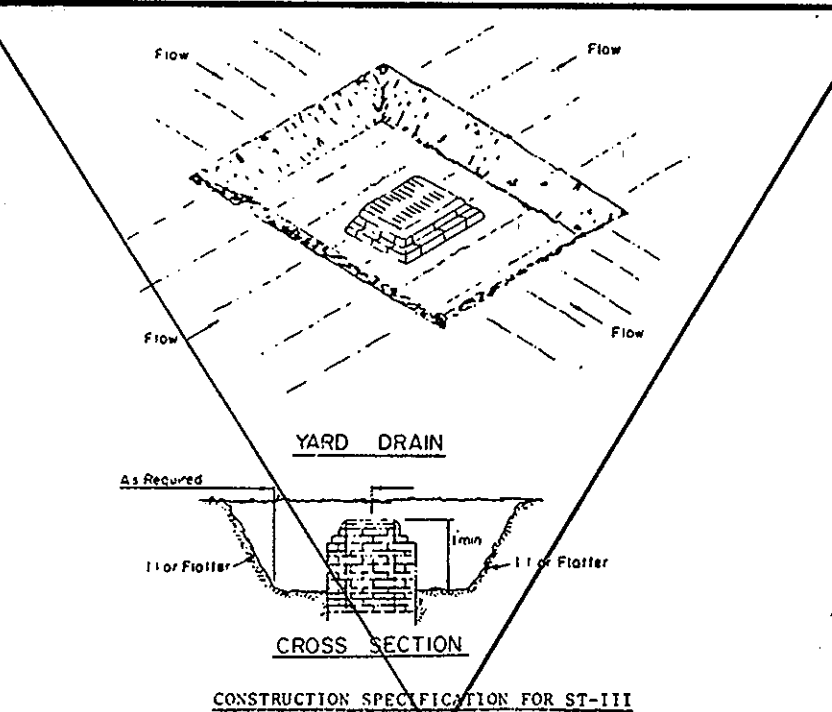 Flow
Flow
Flow
Flow
YARD DRAIN
As Required
1'min
1:1 or Flatter
1:1 or Flatter
CROSS SECTION
CONSTRUCTION SPECIFICATION FOR ST-III